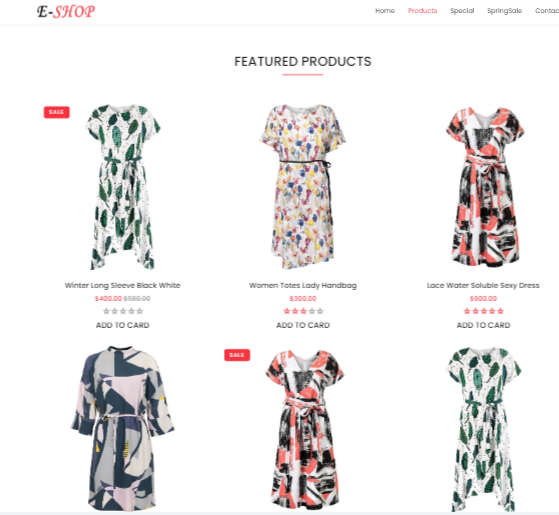 E-SHOP
Home Products Special SpringSale Contac
FEATURED PRODUCTS
SALE
Winter Long Sleeve Black White
$400.00 $560.00
ADD TO CARD
Women Totes Lady Handbag
$300.00
ADD TO CARD
Lace Water Soluble Sexy Dress
$600.00
ADD TO CARD
SALE